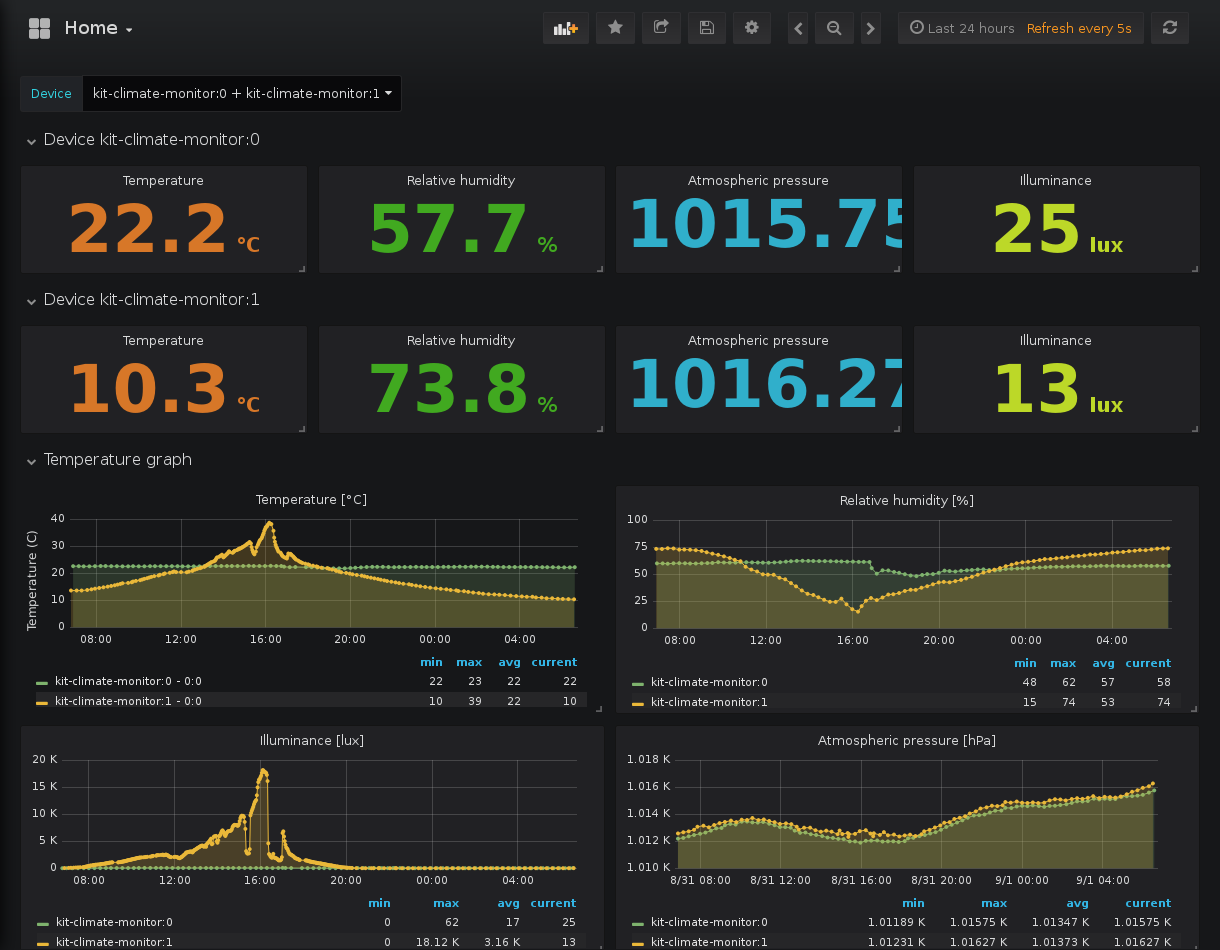 Home
Last 24 hours Refresh every 5s
Device kit-climate-monitor:0 + kit-climate-monitor:1
Device kit-climate-monitor:0
Temperature Relative humidity Atmospheric pressure Illuminance
22.2 °C 57.7 % 1015.75 25 lux
Device kit-climate-monitor:1
Temperature Relative humidity Atmospheric pressure Illuminance
10.3 °C 73.8 % 1016.27 13 lux
Temperature graph
Temperature [°C]
Temperature (C)
40
30
20
10
0
08:00 12:00 16:00 20:00 00:00 04:00
min max avg current
kit-climate-monitor:0 - 0:0 22 23 22 22
kit-climate-monitor:1 - 0:0 10 39 22 10
Relative humidity [%]
100
75
50
25
0
08:00 12:00 16:00 20:00 00:00 04:00
min max avg current
kit-climate-monitor:0 48 62 57 58
kit-climate-monitor:1 15 74 53 74
Illuminance [lux]
20 K
15 K
10 K
5 K
0
08:00 12:00 16:00 20:00 00:00 04:00
min max avg current
kit-climate-monitor:0 0 62 17 25
kit-climate-monitor:1 0 18.12 K 3.16 K 13
Atmospheric pressure [hPa]
1.018 K
1.016 K
1.014 K
1.012 K
1.010 K
8/31 08:00 8/31 12:00 8/31 16:00 8/31 20:00 9/1 00:00 9/1 04:00
min max avg current
kit-climate-monitor:0 1.01189 K 1.01575 K 1.01347 K 1.01575 K
kit-climate-monitor:1 1.01231 K 1.01627 K 1.01373 K 1.01627 K